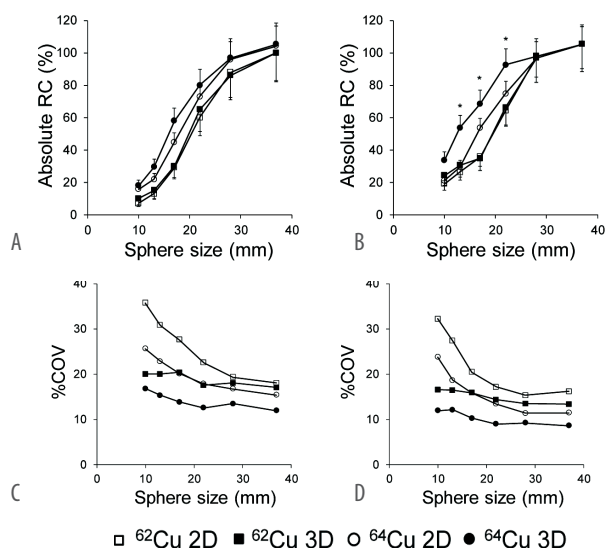 120
100
80
60
40
20
0
Absolute RC (%)
0 10 20 30 40
Sphere size (mm)
A
120
100
80
60
40
20
0
Absolute RC (%)
* * *
0 10 20 30 40
Sphere size (mm)
B
40
30
20
10
0
%COV
0 10 20 30 40
Sphere size (mm)
C
40
30
20
10
0
%COV
0 10 20 30 40
Sphere size (mm)
D
□ ⁶²Cu 2D ■ ⁶²Cu 3D ○ ⁶⁴Cu 2D ● ⁶⁴Cu 3D